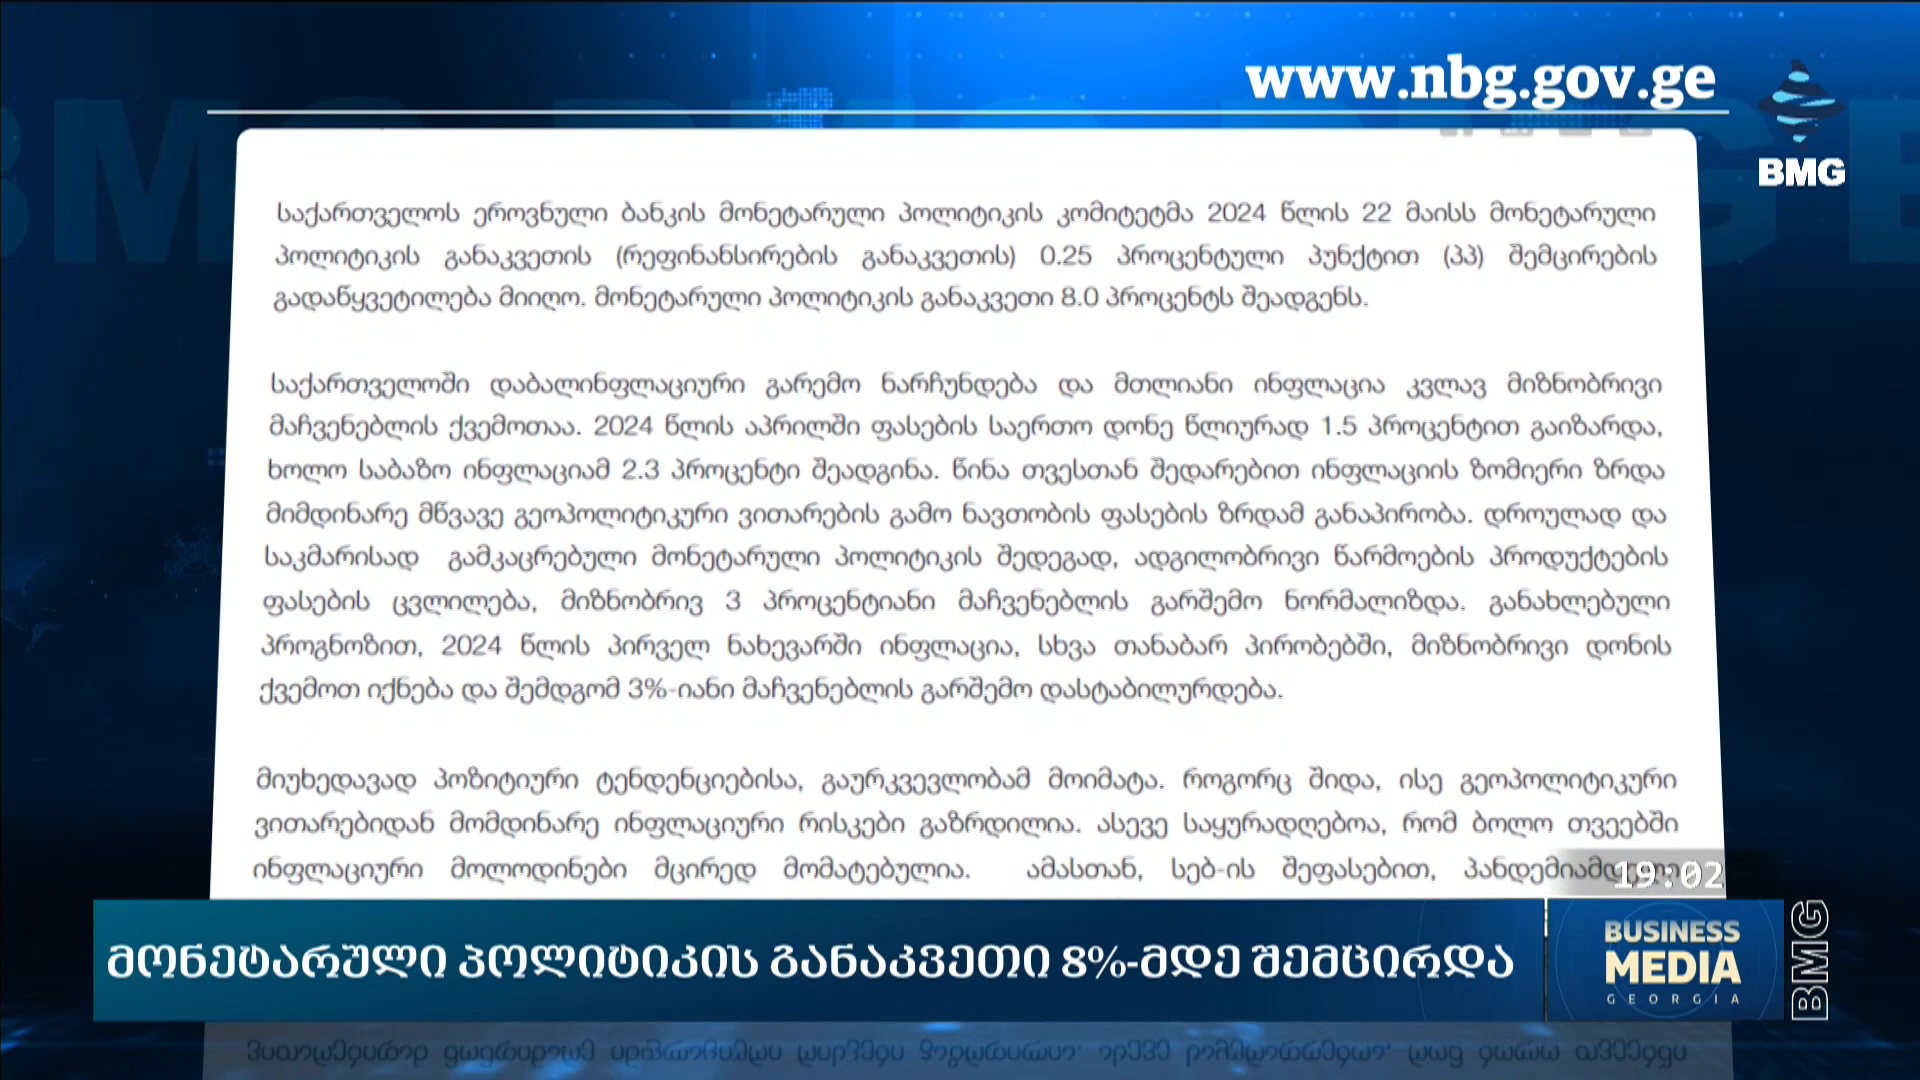 www.nbg.gov.ge
BMG
საქართველოს ეროვნული ბანკის მონეტარული პოლიტიკის კომიტეტმა 2024 წლის 22 მაისს მონეტარული
პოლიტიკის განაკვეთის (რეფინანსირების განაკვეთის) 0.25 პროცენტული პუნქტით (პპ) შემცირების
გადაწყვეტილება მიიღო. მონეტარული პოლიტიკის განაკვეთი 8.0 პროცენტს შეადგენს.
საქართველოში დაბალინფლაციური გარემო ნარჩუნდება და მთლიანი ინფლაცია კვლავ მიზნობრივი
მაჩვენებლის ქვემოთაა. 2024 წლის აპრილში ფასების საერთო დონე წლიურად 1.5 პროცენტით გაიზარდა,
ხოლო საბაზო ინფლაციამ 2.3 პროცენტი შეადგინა. წინა თვესთან შედარებით ინფლაციის ზომიერი ზრდა
მიმდინარე მწვავე გეოპოლიტიკური ვითარების გამო ნავთობის ფასების ზრდამ განაპირობა. დროულად და
საკმარისად გამკაცრებული მონეტარული პოლიტიკის შედეგად, ადგილობრივი წარმოების პროდუქტების
ფასების ცვლილება, მიზნობრივ 3 პროცენტიანი მაჩვენებლის გარშემო ნორმალიზდა. განახლებული
პროგნოზით, 2024 წლის პირველ ნახევარში ინფლაცია, სხვა თანაბარ პირობებში, მიზნობრივი დონის
ქვემოთ იქნება და შემდგომ 3%-იანი მაჩვენებლის გარშემო დასტაბილურდება.
მიუხედავად პოზიტიური ტენდენციებისა, გაურკვევლობამ მოიმატა. როგორც შიდა, ისე გეოპოლიტიკური
ვითარებიდან მომდინარე ინფლაციური რისკები გაზრდილია. ასევე საყურადღებოა, რომ ბოლო თვეებში
ინფლაციური მოლოდინები მცირედ მომატებულია. ამასთან, სებ-ის შეფასებით,
19:02
მონეტარული პოლიტიკის განაკვეთი 8%-მდე შემცირდა
BUSINESS
MEDIA
GEORGIA
BMG